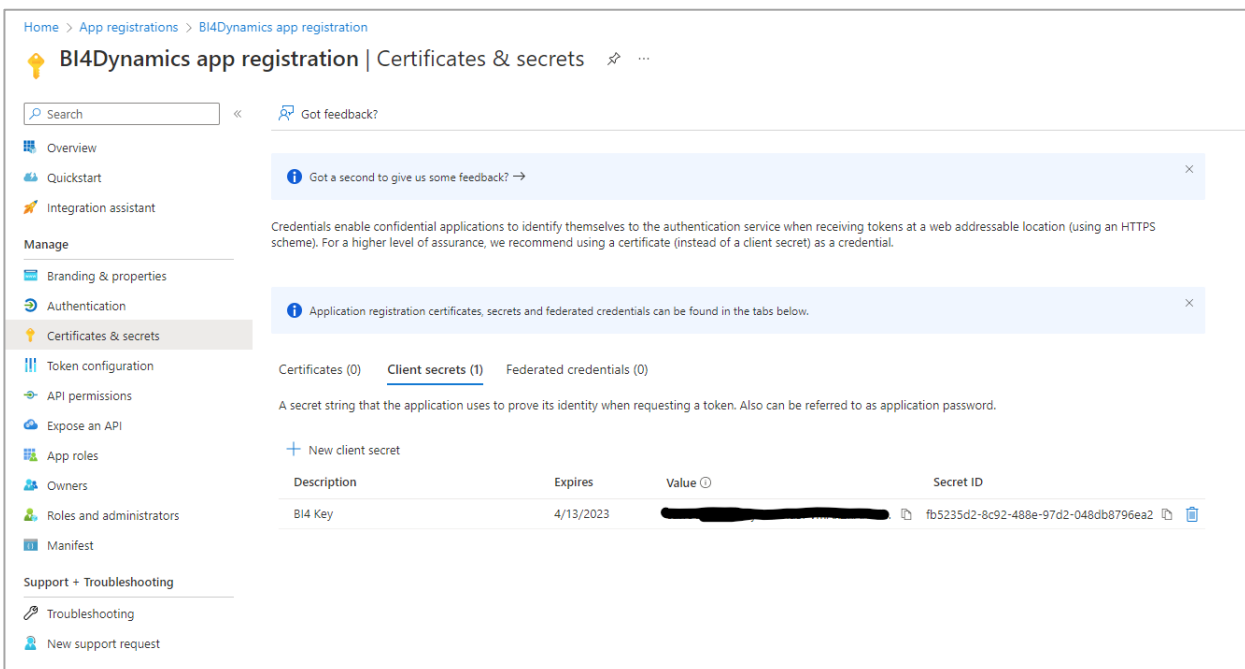 Home > App registrations > BI4Dynamics app registration
BI4Dynamics app registration | Certificates & secrets
Search
Got feedback?
Overview
Quickstart
Integration assistant
Manage
Branding & properties
Authentication
Certificates & secrets
Token configuration
API permissions
Expose an API
App roles
Owners
Roles and administrators
Manifest
Support + Troubleshooting
Troubleshooting
New support request
Got a second to give us some feedback?
Credentials enable confidential applications to identify themselves to the authentication service when receiving tokens at a web addressable location (using an HTTPS
scheme). For a higher level of assurance, we recommend using a certificate (instead of a client secret) as a credential.
Application registration certificates, secrets and federated credentials can be found in the tabs below.
Certificates (0) Client secrets (1) Federated credentials (0)
A secret string that the application uses to prove its identity when requesting a token. Also can be referred to as application password.
New client secret
Description Expires Value Secret ID
BI4 Key 4/13/2023 fb5235d2-8c92-488e-97d2-048db8796ea2